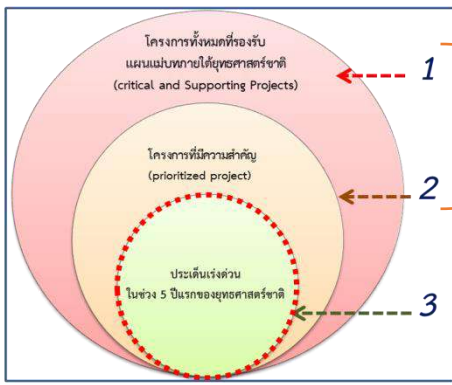 โครงการทั้งหมดที่รองรับ
แผนแม่บทภายใต้ยุทธศาสตร์ชาติ
(critical and Supporting Projects)
1
โครงการที่มีความสำคัญ
(prioritized project)
2
ประเด็นเร่งด่วน
ในช่วง 5 ปีแรกของยุทธศาสตร์ชาติ
3